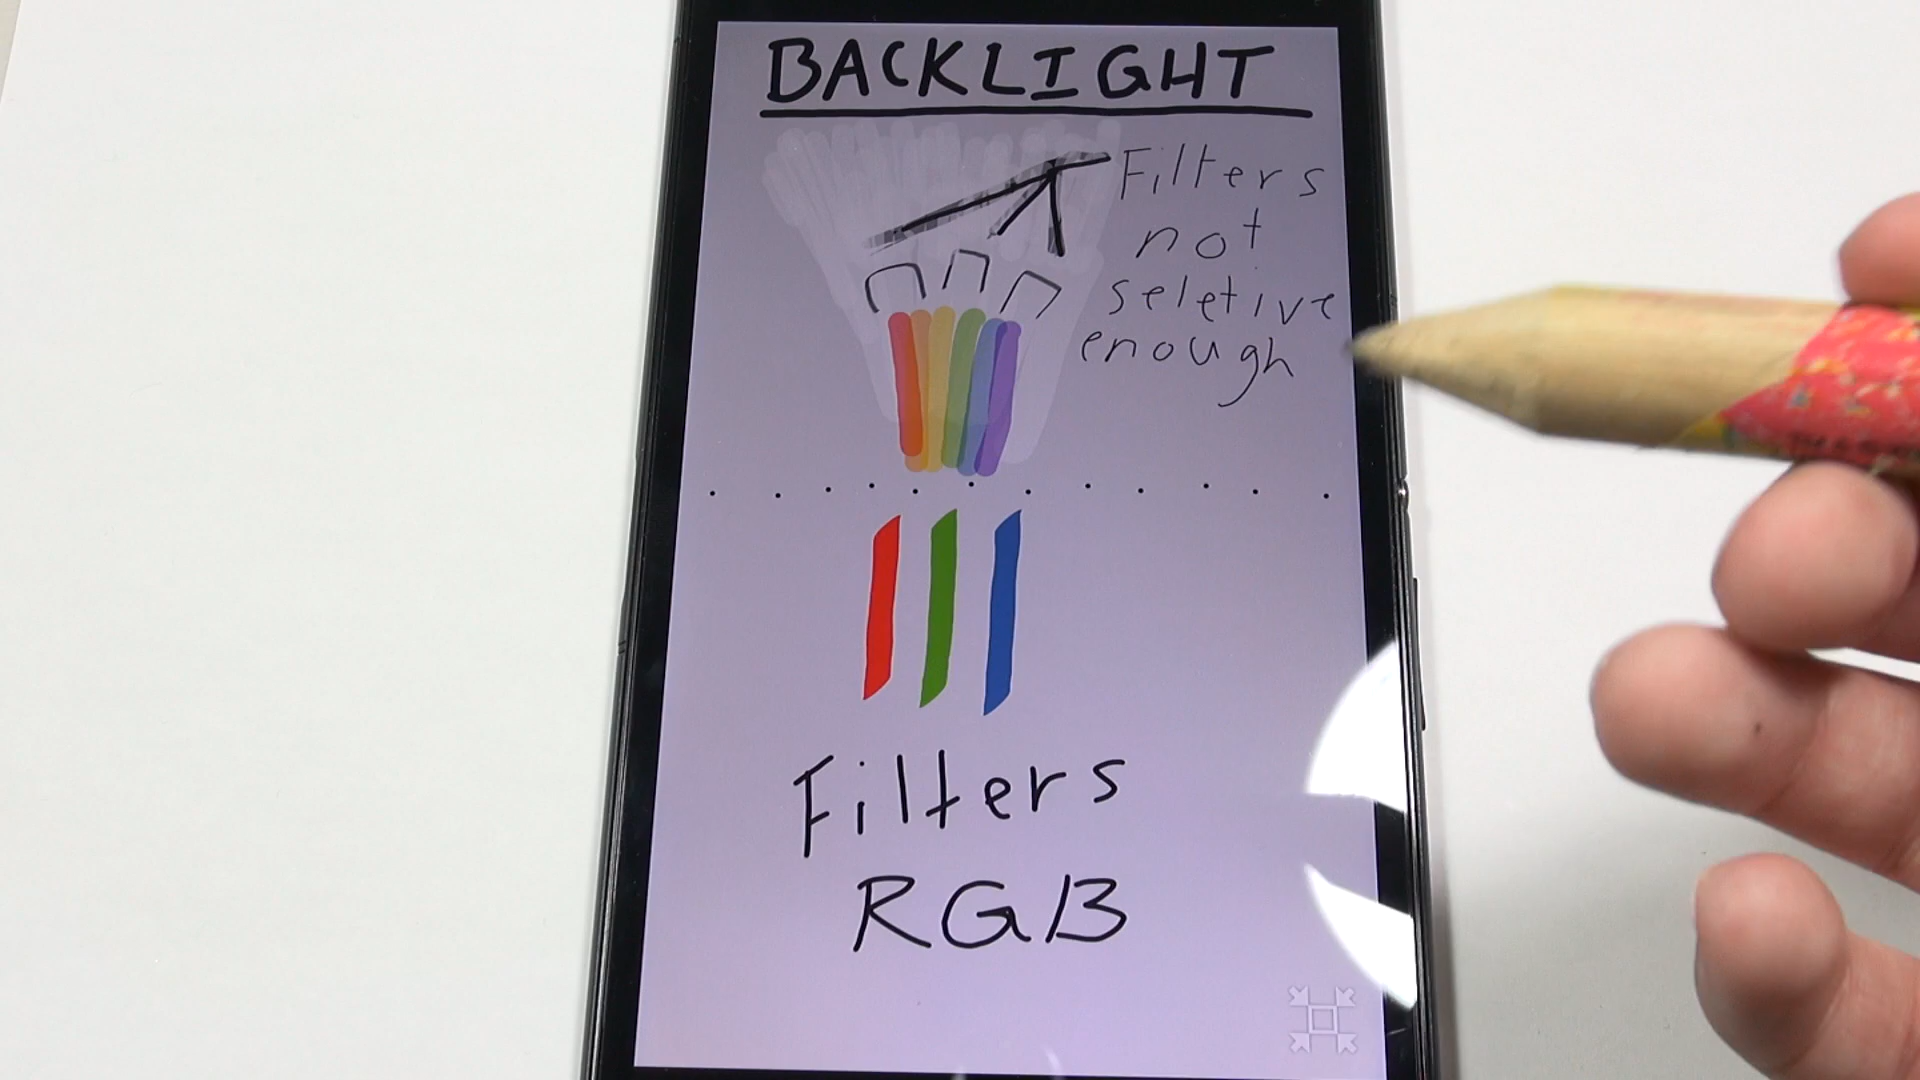 BACKLIGHT
Filters
not
seletive
enough
Filters
RGB